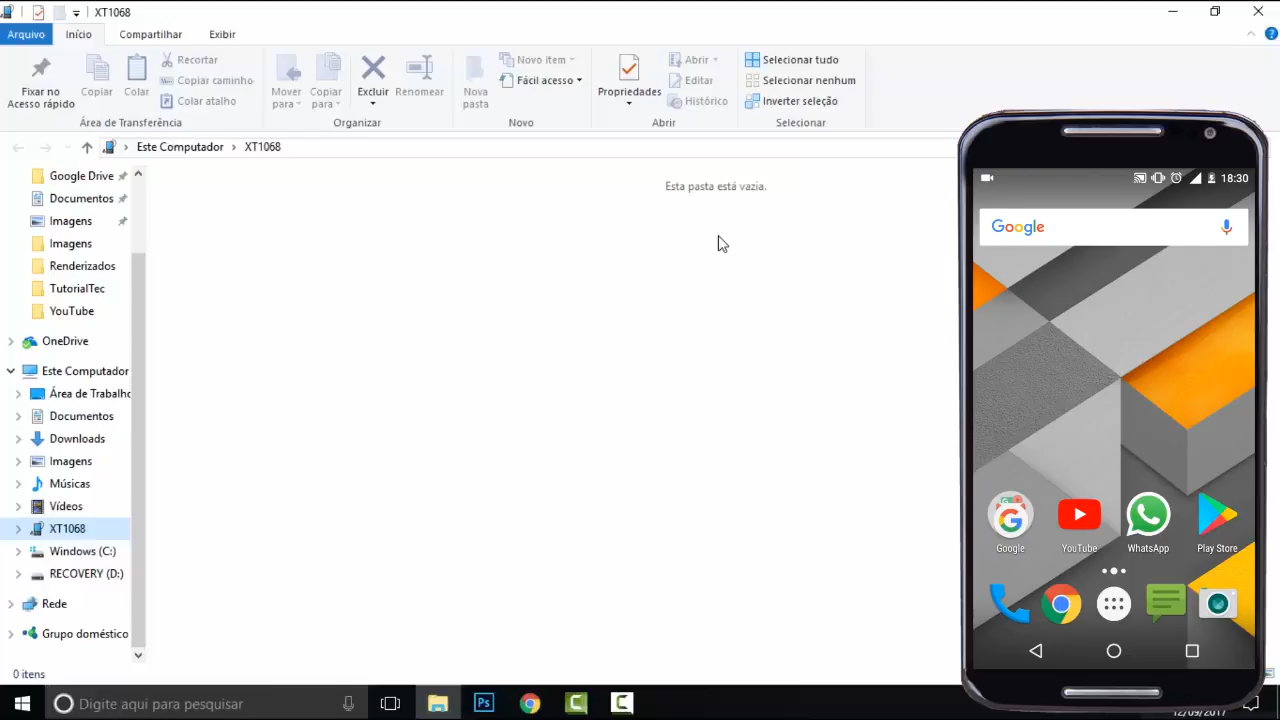 XT1068
Arquivo
Início
Compartilhar
Exibir
Fixar no
Acesso rápido
Copiar
Colar
Recortar
Copiar caminho
Colar atalho
Área de Transferência
Mover
para
Copiar
para
Excluir
Renomear
Organizar
Nova
pasta
Novo item
Fácil acesso
Novo
Propriedades
Abrir
Editar
Histórico
Abrir
Selecionar tudo
Selecionar nenhum
Inverter seleção
Selecionar
Este Computador
XT1068
Google Drive
Documentos
Imagens
Imagens
Renderizados
TutorialTec
YouTube
OneDrive
Este Computador
Área de Trabalho
Documentos
Downloads
Imagens
Músicas
Vídeos
XT1068
Windows (C:)
RECOVERY (D:)
Rede
Grupo doméstico
Esta pasta está vazia.
18:30
Google
Google
YouTube
WhatsApp
Play Store
0 itens
Digite aqui para pesquisar
Ps
12/09/2017